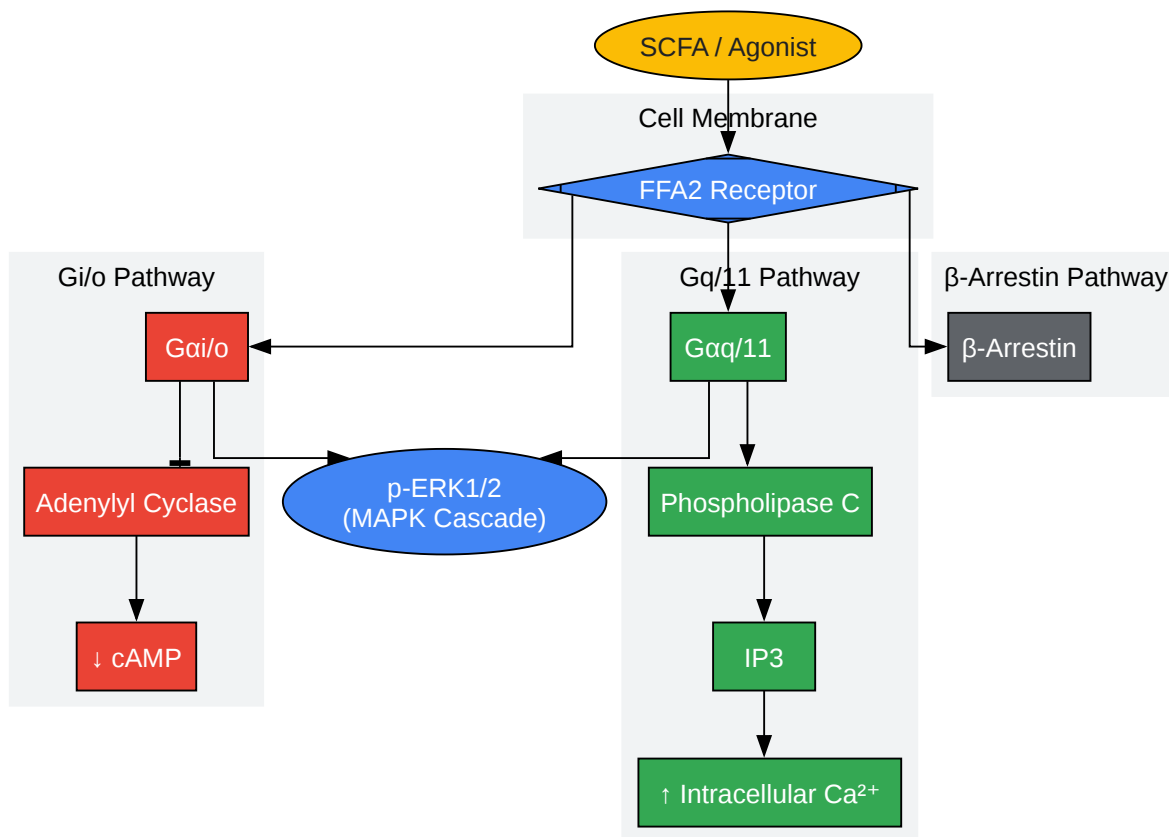 SCFA / Agonist
Cell Membrane
FFA2 Receptor
Gi/o Pathway
Gq/11 Pathway
β-Arrestin Pathway
Gαi/o
Gαq/11
β-Arrestin
Adenylyl Cyclase
p-ERK1/2
(MAPK Cascade)
Phospholipase C
↓ cAMP
IP3
↑ Intracellular Ca²⁺